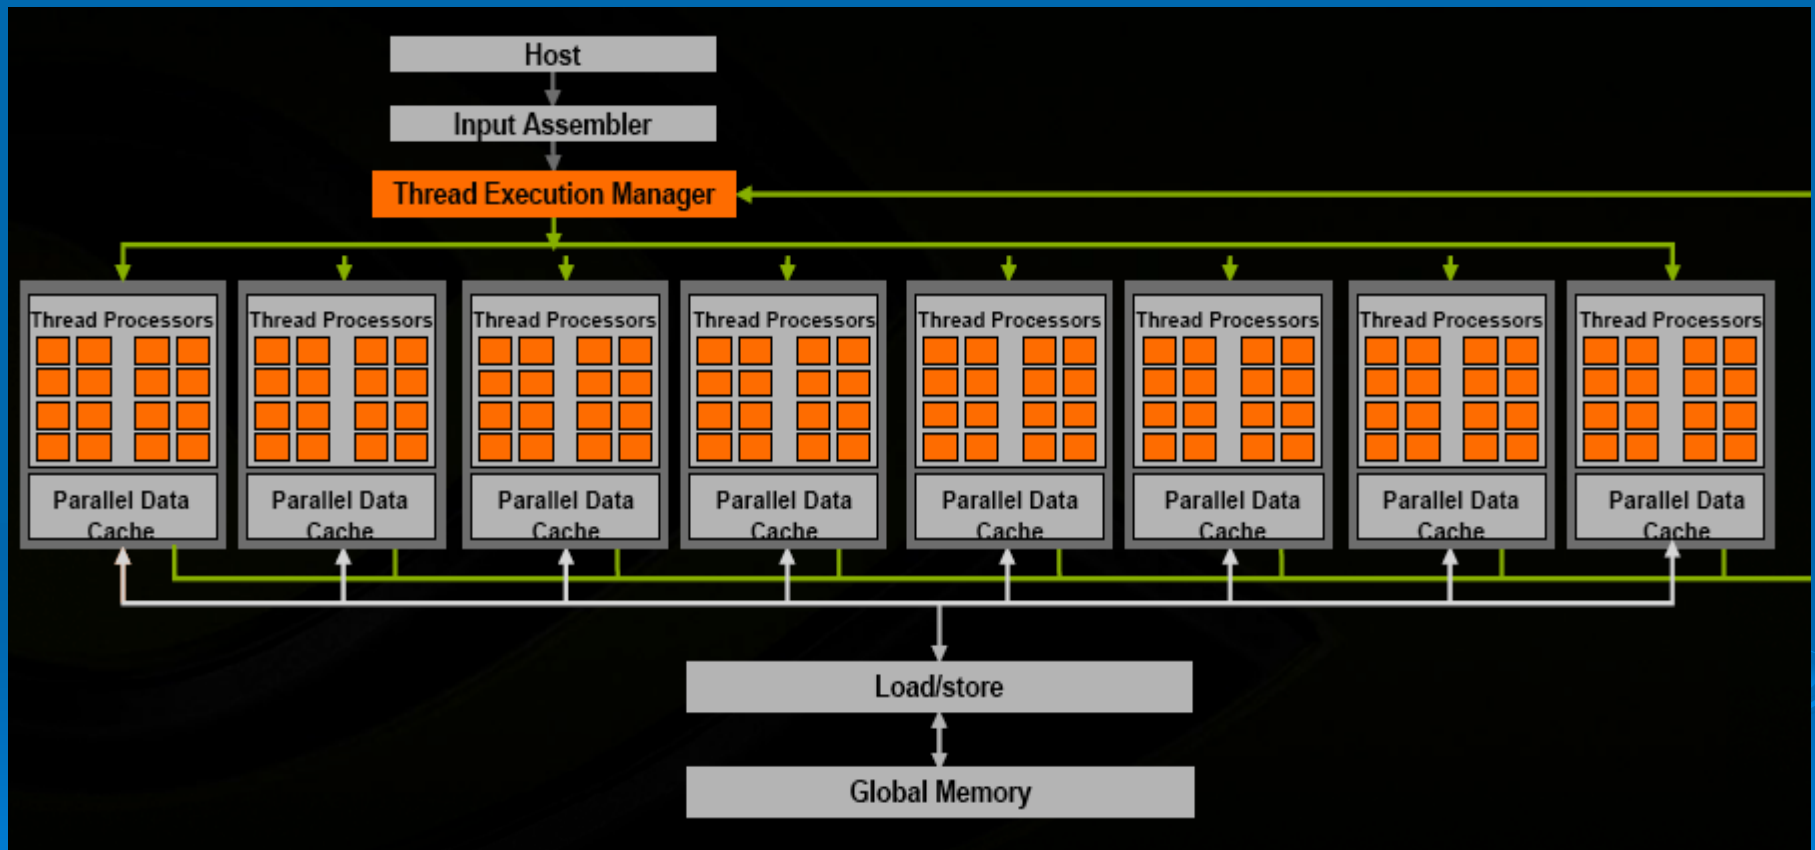 Host
Input Assembler
Thread Execution Manager
Thread Processors
Thread Processors
Thread Processors
Thread Processors
Thread Processors
Thread Processors
Thread Processors
Thread Processors
Parallel Data
Cache
Parallel Data
Cache
Parallel Data
Cache
Parallel Data
Cache
Parallel Data
Cache
Parallel Data
Cache
Parallel Data
Cache
Parallel Data
Cache
Load/store
Global Memory